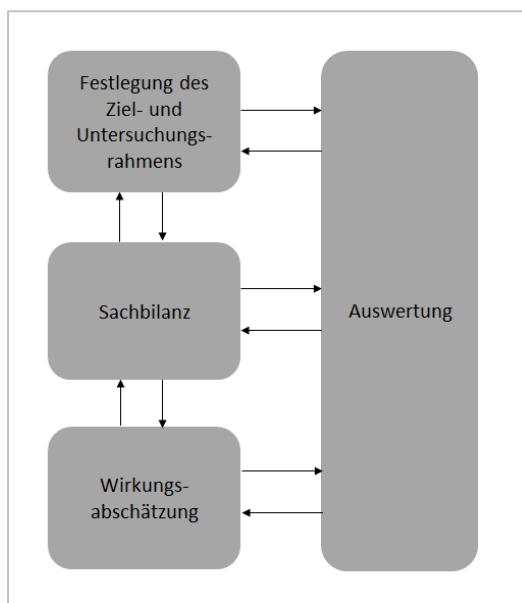 Festlegung des
Ziel- und
Untersuchungs-
rahmens
Sachbilanz
Auswertung
Wirkungs-
abschätzung